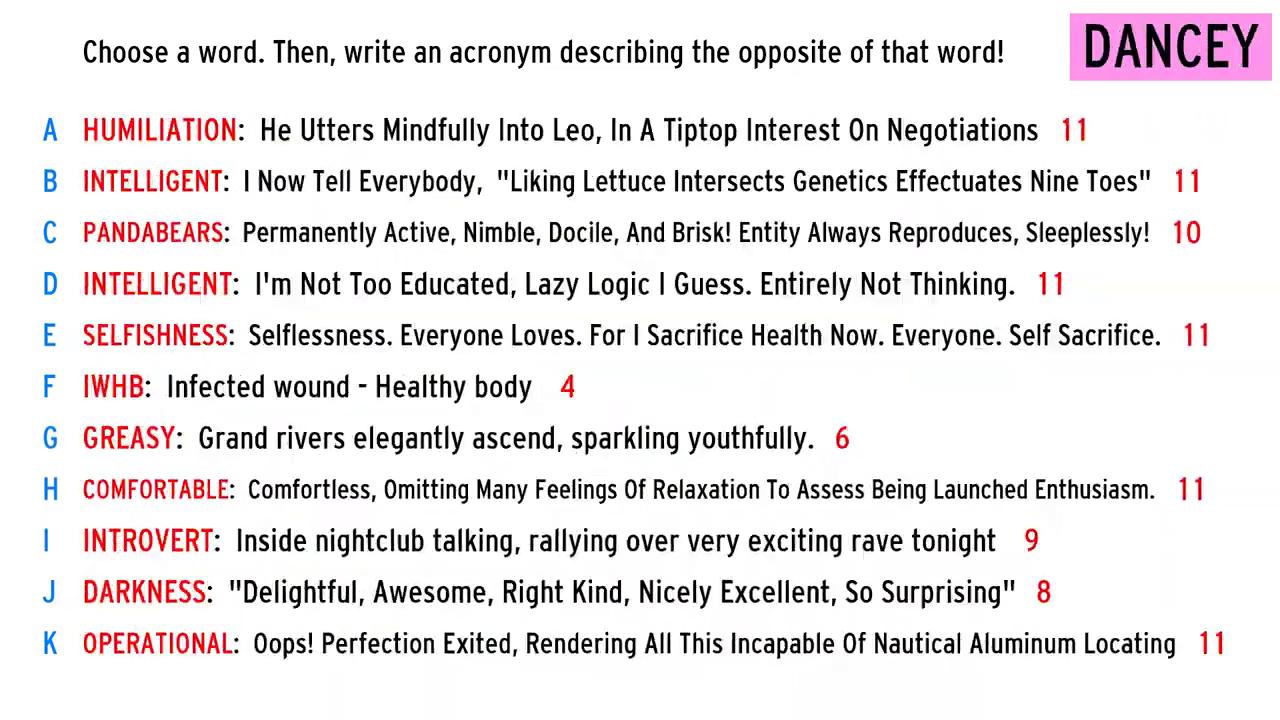 Choose a word. Then, write an acronym describing the opposite of that word!
DANCEY
A HUMILIATION: He Utters Mindfully Into Leo, In A Tiptop Interest On Negotiations 11
B INTELLIGENT: I Now Tell Everybody, "Liking Lettuce Intersects Genetics Effectuates Nine Toes" 11
C PANDABEARS: Permanently Active, Nimble, Docile, And Brisk! Entity Always Reproduces, Sleeplessly! 10
D INTELLIGENT: I'm Not Too Educated, Lazy Logic I Guess. Entirely Not Thinking. 11
E SELFISHNESS: Selflessness. Everyone Loves. For I Sacrifice Health Now. Everyone. Self Sacrifice. 11
F IWHB: Infected wound - Healthy body 4
G GREASY: Grand rivers elegantly ascend, sparkling youthfully. 6
H COMFORTABLE: Comfortless, Omitting Many Feelings Of Relaxation To Assess Being Launched Enthusiasm. 11
I INTROVERT: Inside nightclub talking, rallying over very exciting rave tonight 9
J DARKNESS: "Delightful, Awesome, Right Kind, Nicely Excellent, So Surprising" 8
K OPERATIONAL: Oops! Perfection Exited, Rendering All This Incapable Of Nautical Aluminum Locating 11